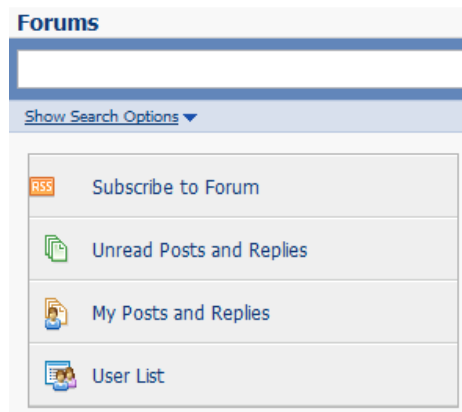 Forums
Show Search Options
RSS Subscribe to Forum
Unread Posts and Replies
My Posts and Replies
User List